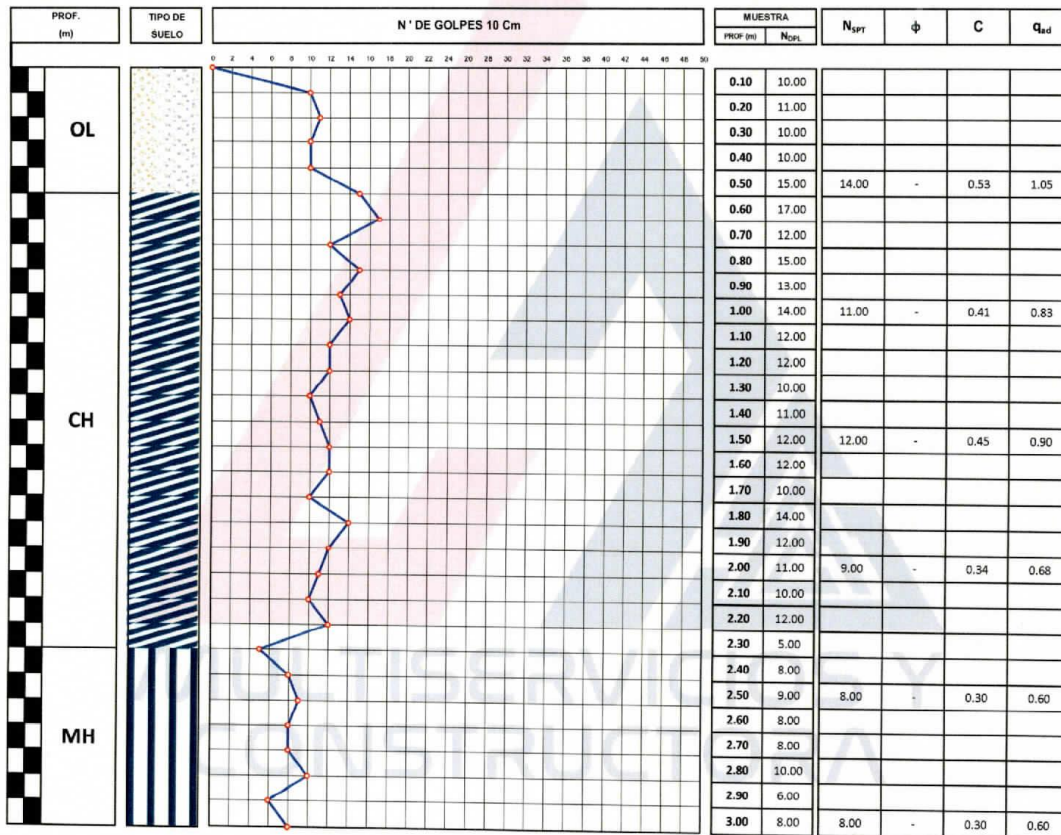 PROF. (m) TIPO DE SUELO N ' DE GOLPES 10 Cm MUESTRA N_SPT ϕ C q_ad
PROF (m) N_DPL
0 2 4 6 8 10 12 14 16 18 20 22 24 26 28 30 32 34 36 38 40 42 44 46 48 50
0.10 10.00
0.20 11.00
OL 0.30 10.00
0.40 10.00
0.50 15.00 14.00 - 0.53 1.05
0.60 17.00
0.70 12.00
0.80 15.00
0.90 13.00
1.00 14.00 11.00 - 0.41 0.83
1.10 12.00
1.20 12.00
1.30 10.00
CH 1.40 11.00
1.50 12.00 12.00 - 0.45 0.90
1.60 12.00
1.70 10.00
1.80 14.00
1.90 12.00
2.00 11.00 9.00 - 0.34 0.68
2.10 10.00
2.20 12.00
2.30 5.00
2.40 8.00
MULTISERVICIOS Y
2.50 9.00 8.00 - 0.30 0.60
2.60 8.00
MH 2.70 8.00
CONSTRUCTORA
2.80 10.00
2.90 6.00
3.00 8.00 8.00 - 0.30 0.60